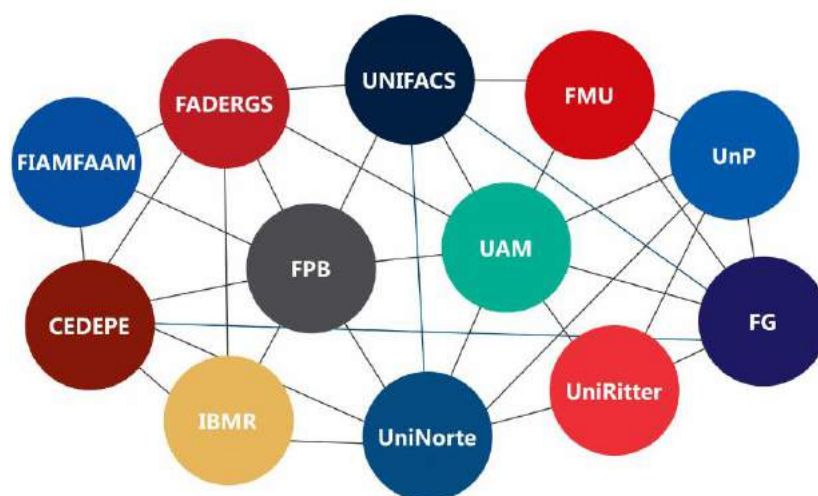 UNIFACS
FADERGS
FMU
FIAMFAAM
UnP
FPB
UAM
CEDEPE
FG
IBMR
UniNorte
UniRitter